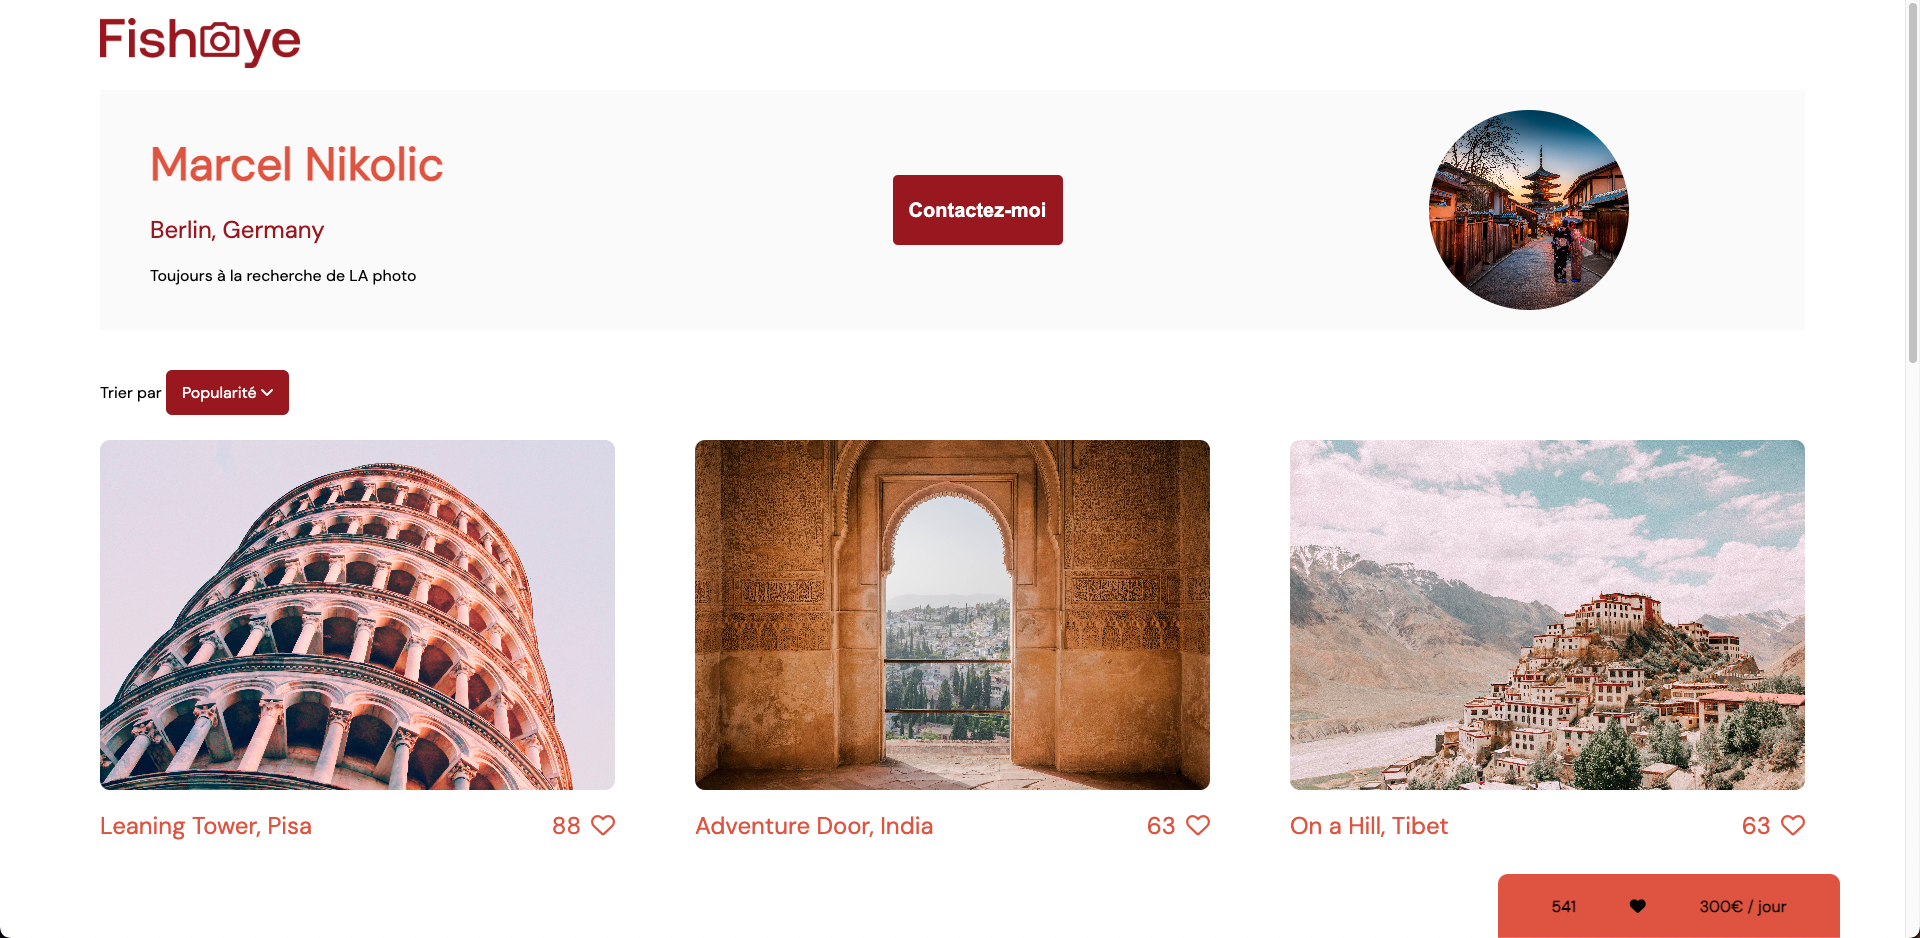 Fisheye
Marcel Nikolic
Berlin, Germany
Toujours à la recherche de LA photo
Contactez-moi
Trier par Popularité
Leaning Tower, Pisa 88
Adventure Door, India 63
On a Hill, Tibet 63
541 300€ / jour